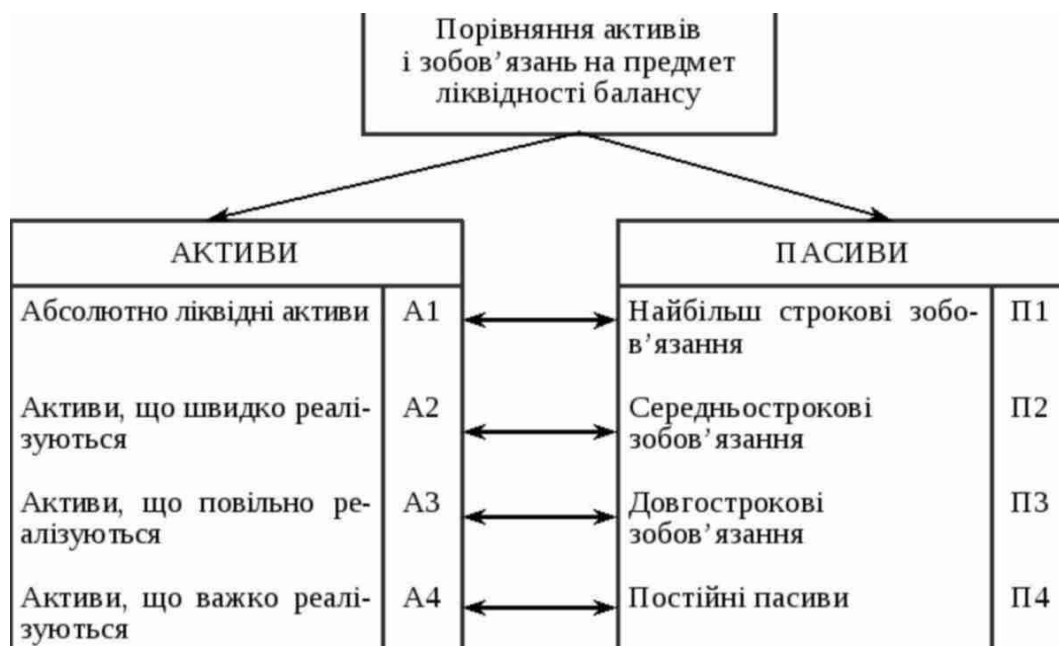 Порівняння активів
і зобов’язань на предмет
ліквідності балансу
АКТИВИ
Абсолютно ліквідні активи
А1
Активи, що швидко реалі-
зуються
А2
Активи, що повільно ре-
алізуються
А3
Активи, що важко реалі-
зуються
А4
ПАСИВИ
Найбільш строкові зобо-
в’язання
П1
Середньострокові
зобов’язання
П2
Довгострокові
зобов’язання
П3
Постійні пасиви
П4